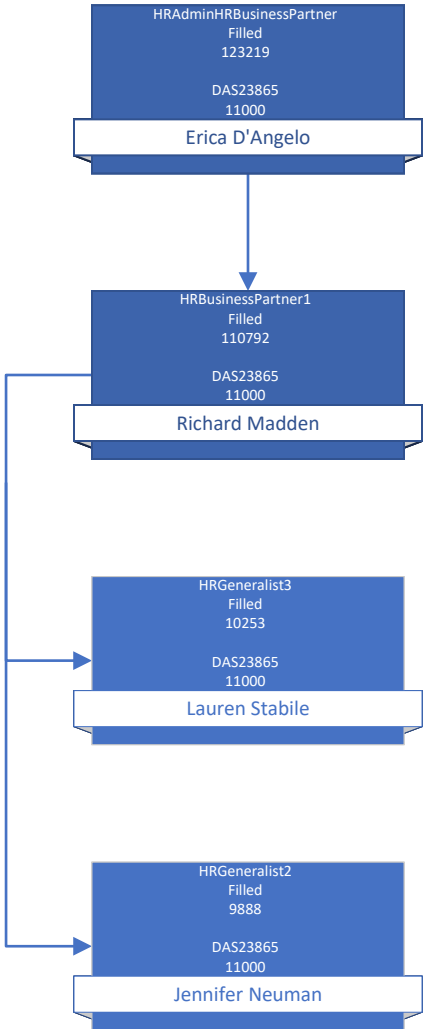 HRAdminHRBusinessPartner
Filled
123219
DAS23865
11000
Erica D'Angelo
HRBusinessPartner1
Filled
110792
DAS23865
11000
Richard Madden
HRGeneralist3
Filled
10253
DAS23865
11000
Lauren Stabile
HRGeneralist2
Filled
9888
DAS23865
11000
Jennifer Neuman